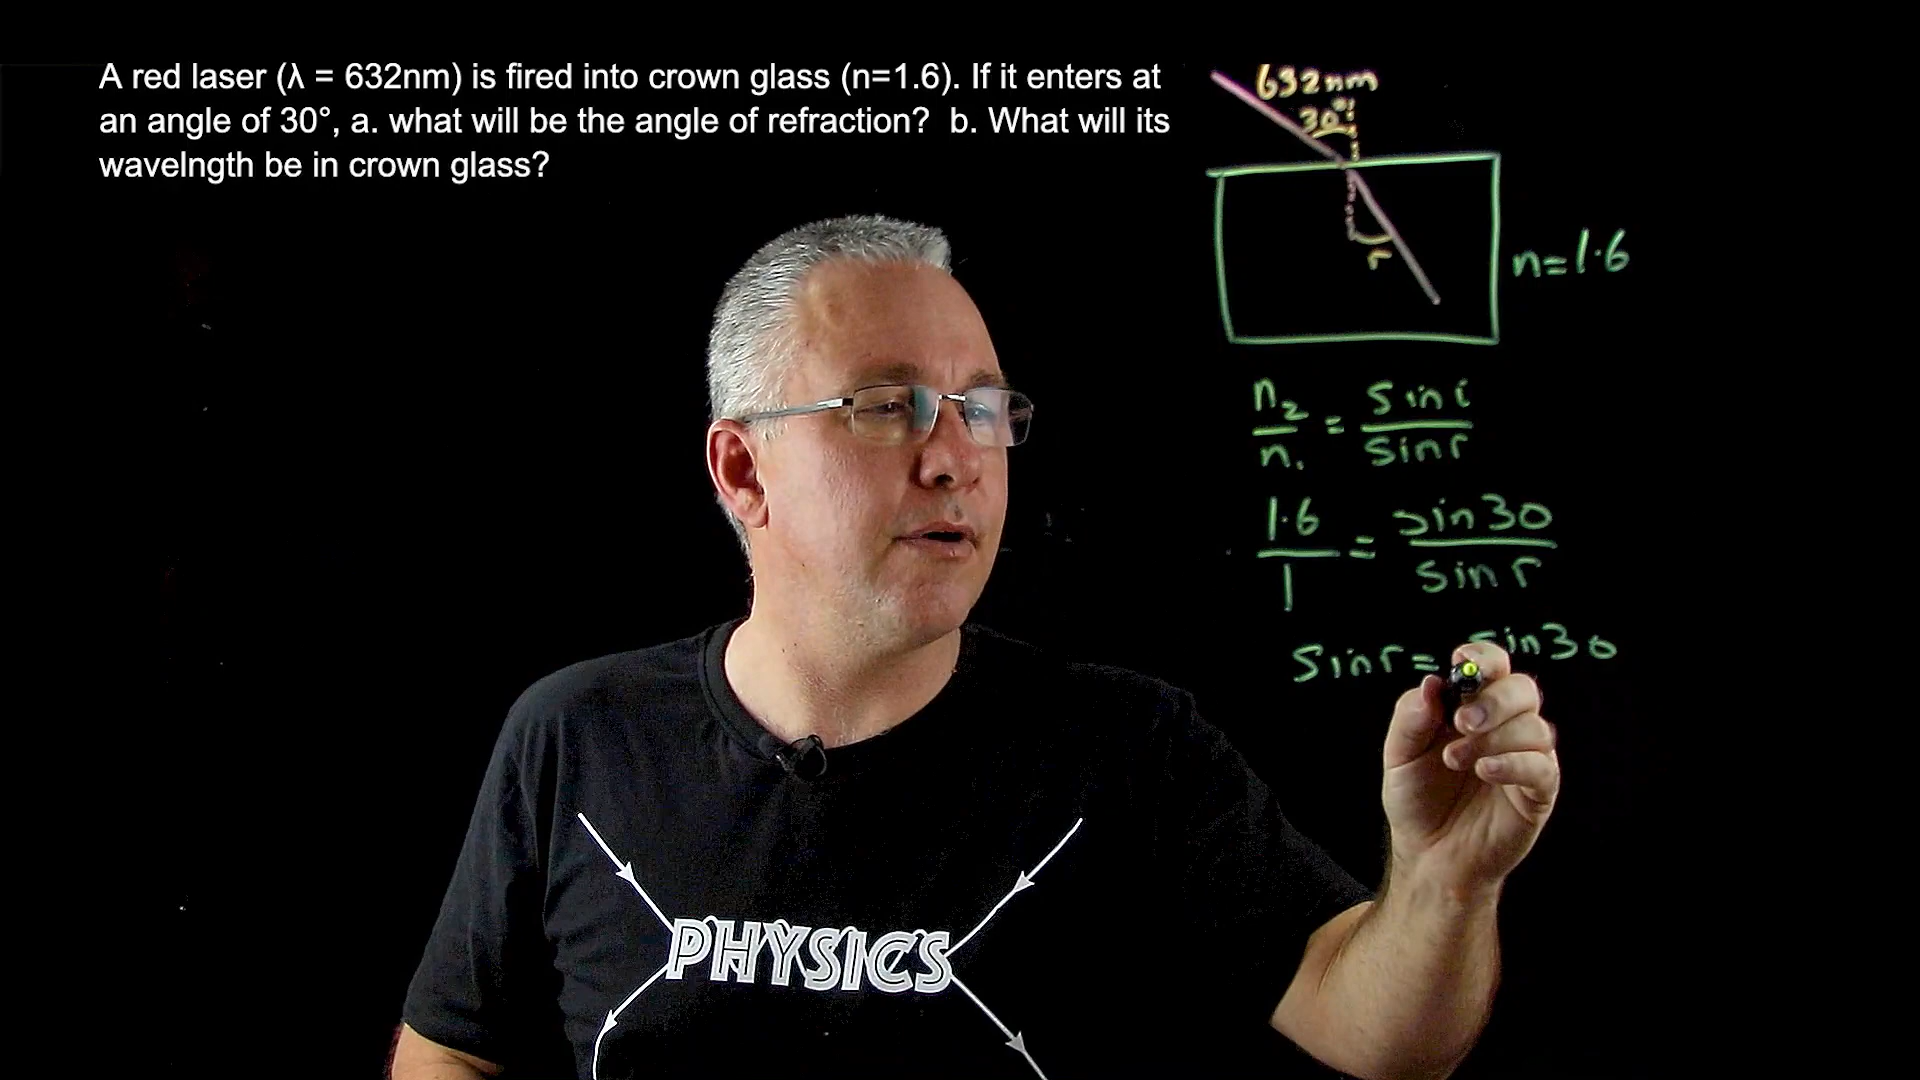 A red laser (λ = 632nm) is fired into crown glass (n=1.6). If it enters at
an angle of 30°, a. what will be the angle of refraction?  b. What will its
wavelngth be in crown glass?
632nm
30°
r
n=1.6
n₂/n₁ = sin i/sin r
1.6/1 = sin30/sin r
sin r = sin30
PHYSICS